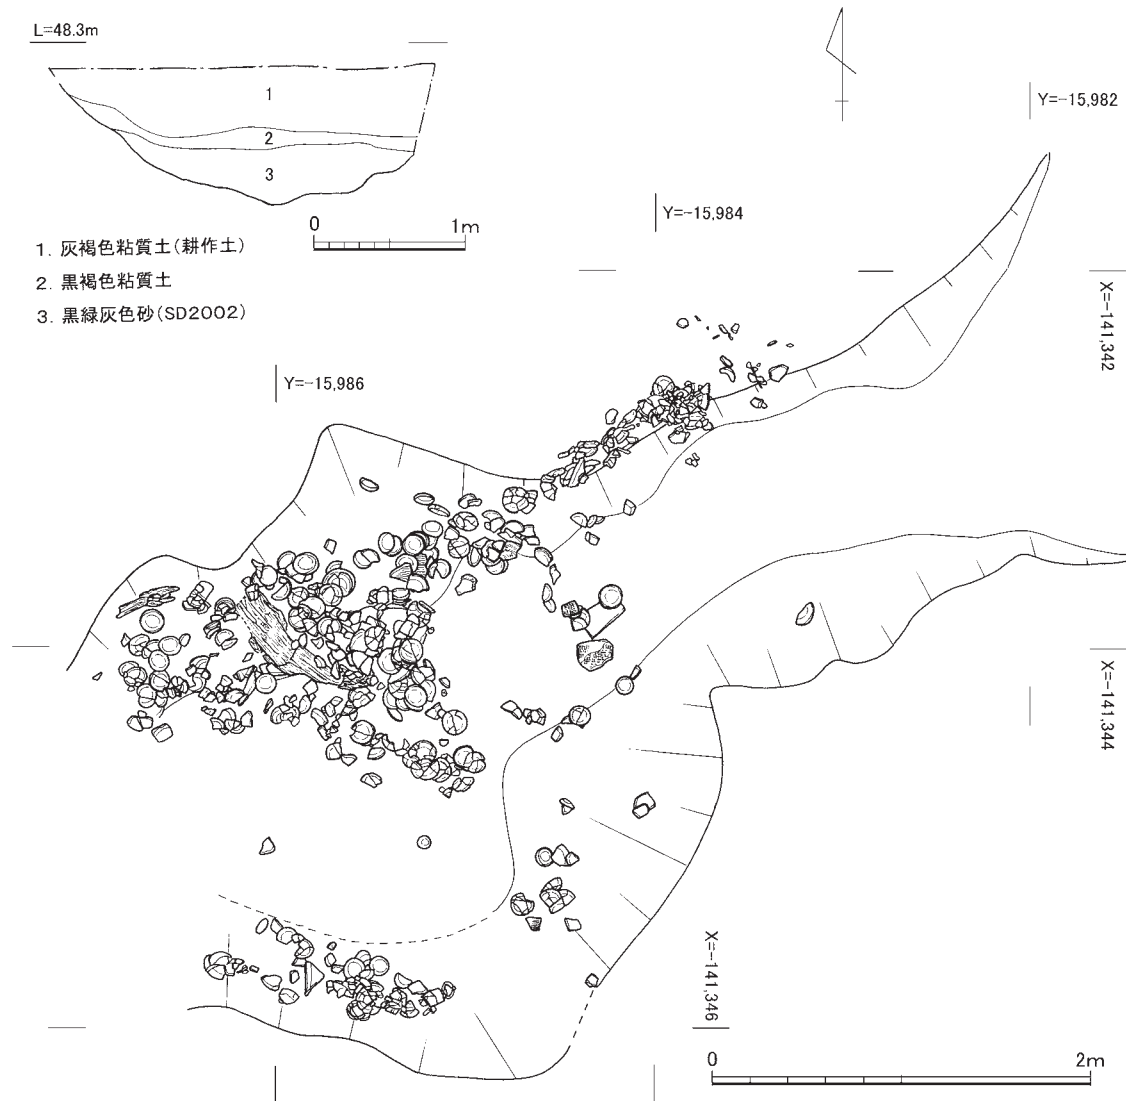 L=48.3m
1
2
3
0 1m
1. 灰褐色粘質土(耕作土)
2. 黒褐色粘質土
3. 黒緑灰色砂(SD2002)
Y=-15,982
Y=-15,984
Y=-15,986
X=-141,342
X=-141,344
X=-141,346
0 2m